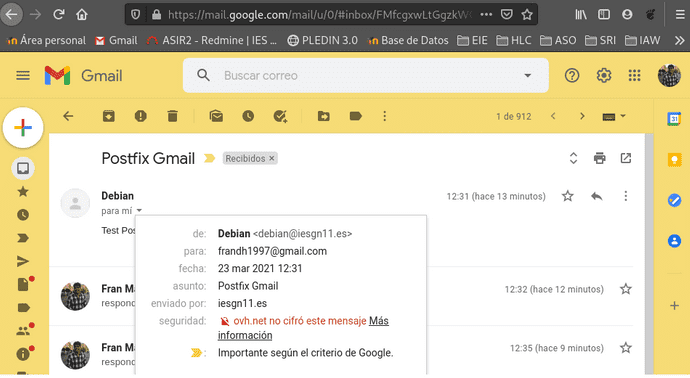 https://mail.google.com/mail/u/0/#inbox/FMfcgxwLtGgzkW
Área personal Gmail ASIR2 - Redmine | IES ... PLEDIN 3.0 Base de Datos EIE HLC ASO SRI IAW »
Gmail
Buscar correo
1 de 912
31
Postfix Gmail
Recibidos ×
Debian
12:31 (hace 13 minutos)
para mí
Test Pos
de: Debian <debian@iesgn11.es>
para: frandh1997@gmail.com
fecha: 23 mar 2021 12:31
asunto: Postfix Gmail
enviado por: iesgn11.es
seguridad: ovh.net no cifró este mensaje Más
información
: Importante según el criterio de Google.
Fran M
12:32 (hace 12 minutos)
respond
Fran M
12:35 (hace 9 minutos)
respond